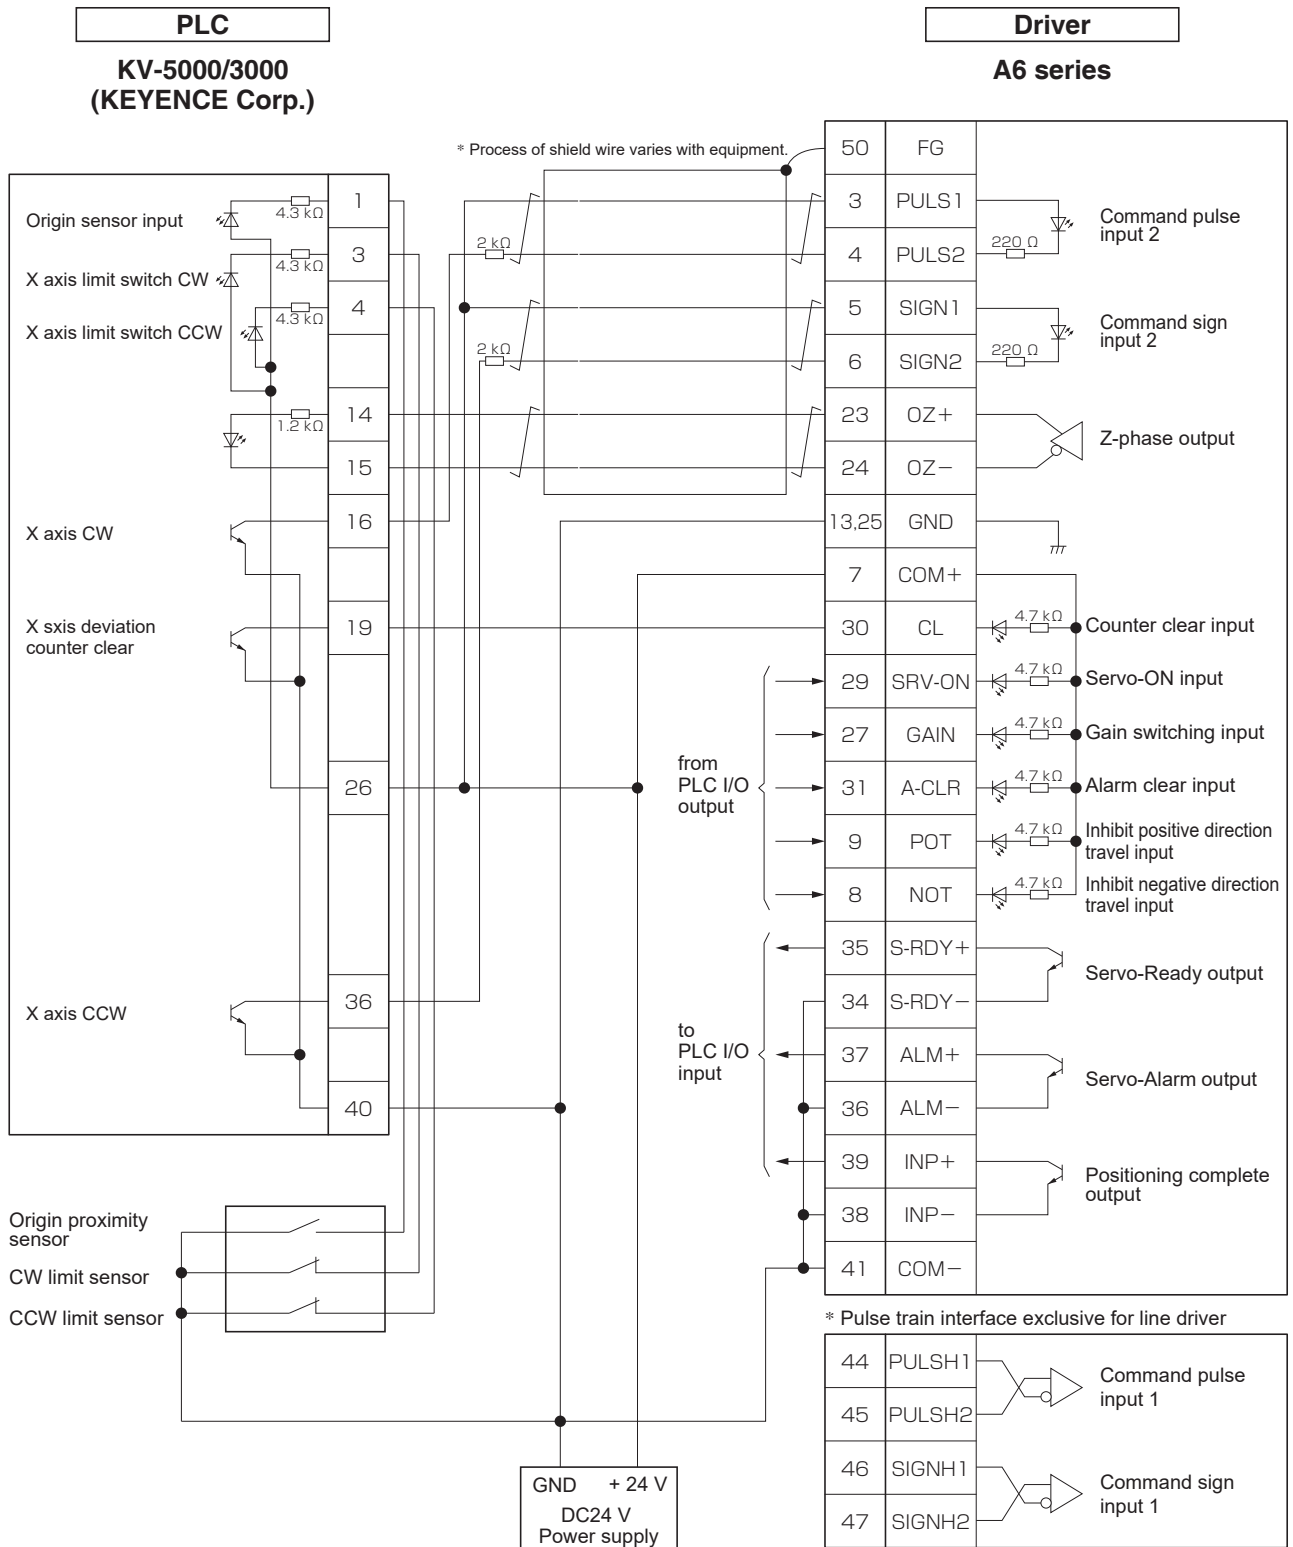 PLC
KV-5000/3000
(KEYENCE Corp.)
Driver
A6 series
* Process of shield wire varies with equipment.
Origin sensor input
4.3 kΩ
1
X axis limit switch CW
4.3 kΩ
3
X axis limit switch CCW
4.3 kΩ
4
1.2 kΩ
14
15
X axis CW
16
X sxis deviation
counter clear
19
26
X axis CCW
36
40
2 kΩ
2 kΩ
50 FG
3 PULS1
4 PULS2
220 Ω
Command pulse
input 2
5 SIGN1
6 SIGN2
220 Ω
Command sign
input 2
23 OZ+
24 OZ−
Z-phase output
13,25 GND
7 COM+
30 CL 4.7 kΩ Counter clear input
29 SRV-ON 4.7 kΩ Servo-ON input
27 GAIN 4.7 kΩ Gain switching input
31 A-CLR 4.7 kΩ Alarm clear input
9 POT 4.7 kΩ Inhibit positive direction
travel input
8 NOT 4.7 kΩ Inhibit negative direction
travel input
from
PLC I/O
output
35 S-RDY+
34 S-RDY−
Servo-Ready output
37 ALM+
36 ALM−
Servo-Alarm output
39 INP+
38 INP−
Positioning complete
output
41 COM−
to
PLC I/O
input
Origin proximity
sensor
CW limit sensor
CCW limit sensor
GND + 24 V
DC24 V
Power supply
* Pulse train interface exclusive for line driver
44 PULSH1
45 PULSH2
Command pulse
input 1
46 SIGNH1
47 SIGNH2
Command sign
input 1